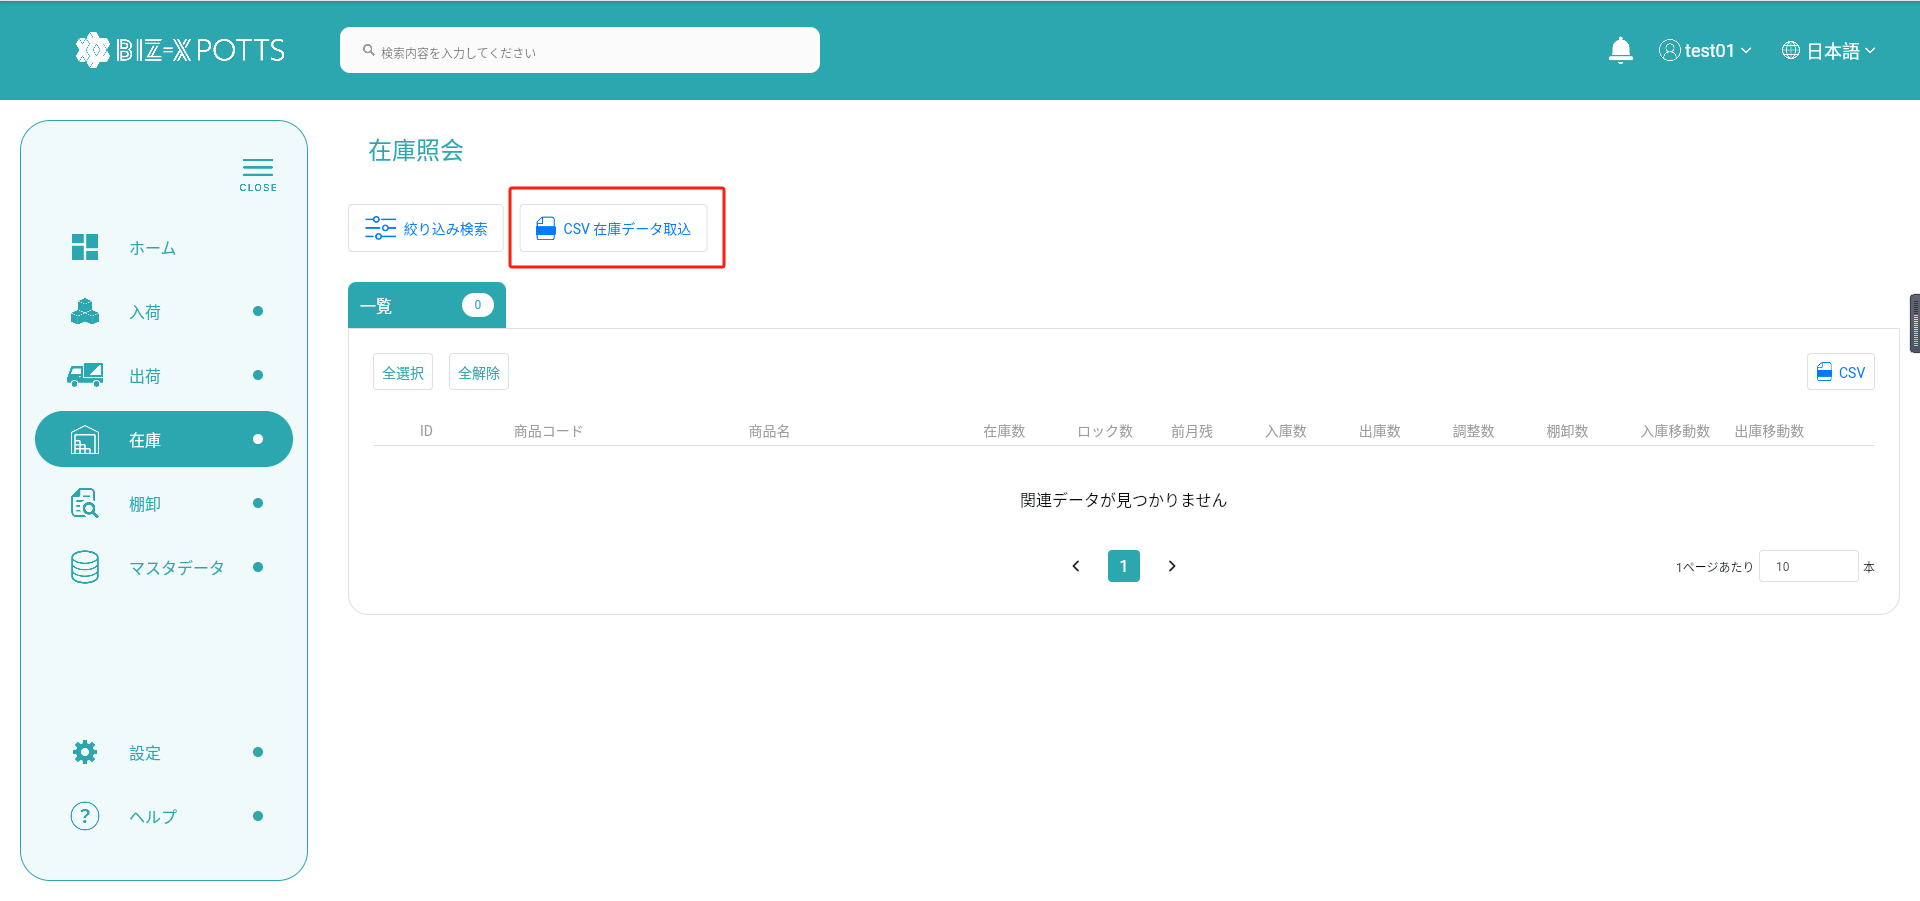 BIZ-X POTTS
検索内容を入力してください
test01
日本語
CLOSE
ホーム
入荷
出荷
在庫
棚卸
マスタデータ
設定
? ヘルプ
在庫照会
絞り込み検索
CSV 在庫データ取込
一覧 0
全選択 全解除
CSV
ID 商品コード 商品名 在庫数 ロック数 前月残 入庫数 出庫数 調整数 棚卸数 入庫移動数 出庫移動数
関連データが見つかりません
1
1ページあたり 10 本